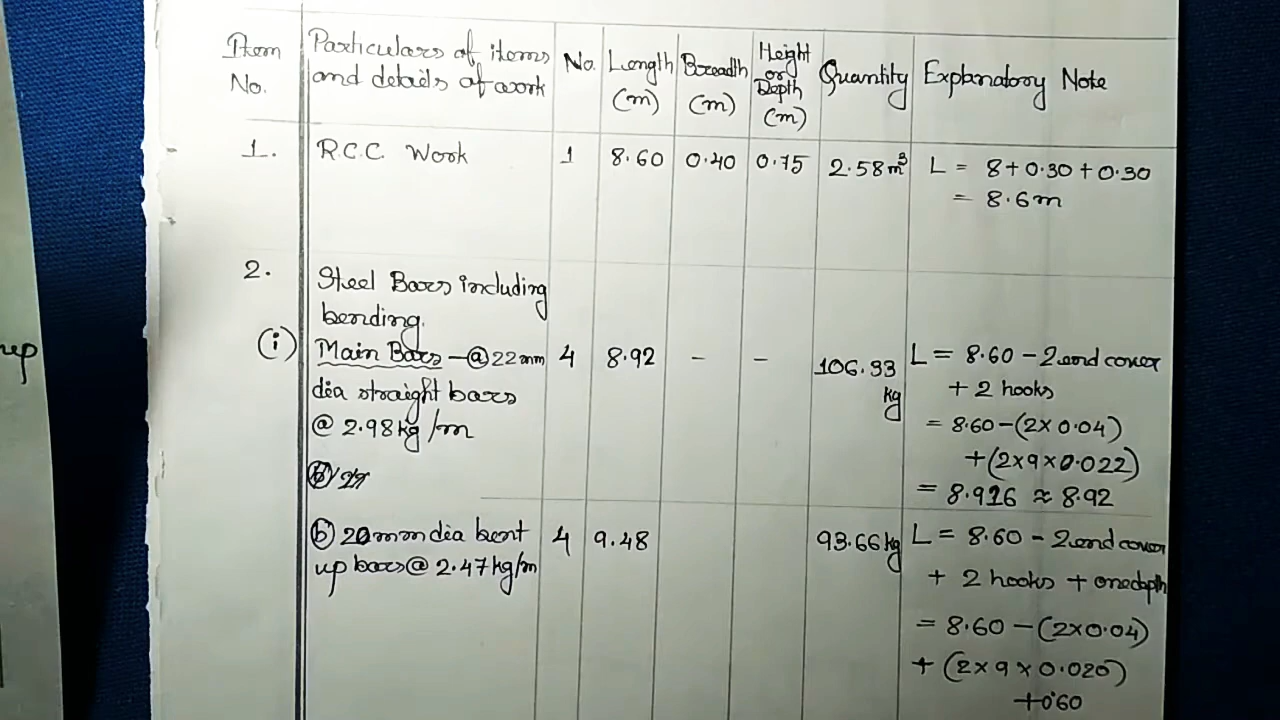 Item No.
Particulars of items and details of work
No.
Length (m)
Breadth (m)
Height or Depth (m)
Quantity
Explanatory Note
1.
R.C.C. Work
1
8.60
0.40
0.75
2.58m³
L = 8+0.30+0.30
= 8.6m
2.
Steel Bars including
bending.
(i)
Main Bars - @ 22mm
dia straight bars
@ 2.98kg/m
4
8.92
-
-
106.33
kg
L = 8.60 - 2 end cover
+ 2 hooks
= 8.60-(2×0.04)
+(2×9×0.022)
= 8.916 ≈ 8.92
(b) 20mm dia bent
up bars @ 2.47kg/m
4
9.48
93.66kg
L = 8.60 - 2 end cover
+ 2 hooks + one depth
= 8.60-(2×0.04)
+(2×9×0.020)
+0.60
up